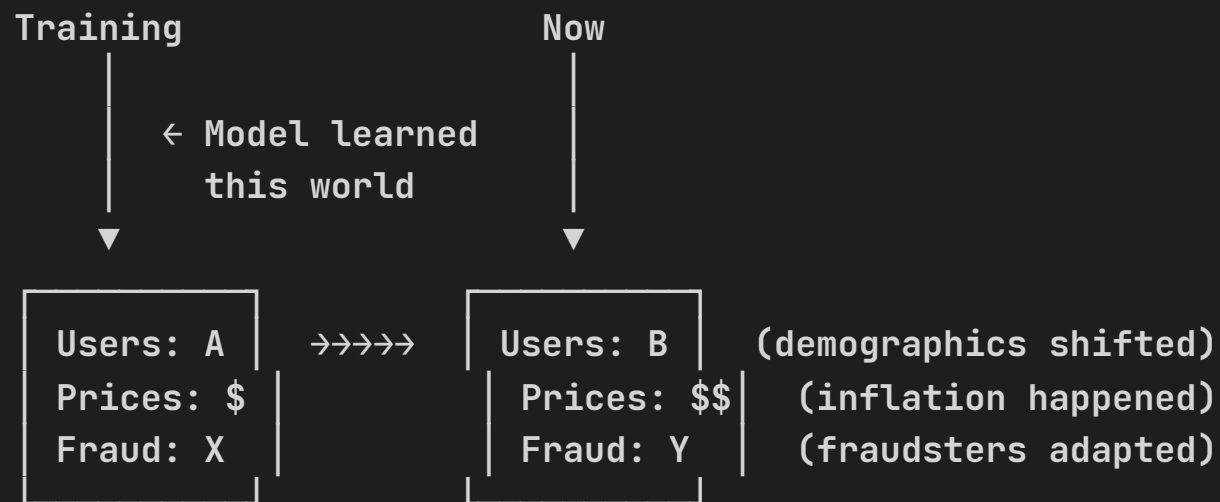 Training Now
← Model learned
this world
Users: A →→→→→ Users: B (demographics shifted)
Prices: $ Prices: $$ (inflation happened)
Fraud: X Fraud: Y (fraudsters adapted)